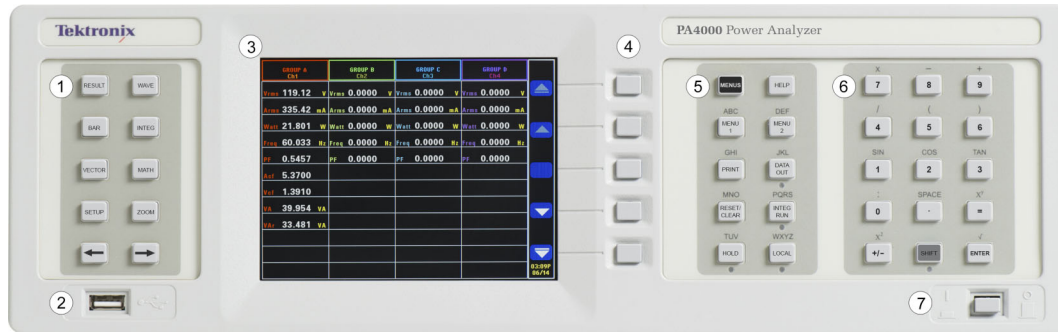 Tektronix
PA4000 Power Analyzer
1
RESULT WAVE
BAR INTEG
VECTOR MATH
SETUP ZOOM
2
3
GROUP A GROUP B GROUP C GROUP D
Ch1 Ch2 Ch3 Ch4
Vrms 119.12 V Vrms 0.0000 V Vrms 0.0000 V Vrms 0.0000 V
Arms 335.42 mA Arms 0.0000 mA Arms 0.0000 mA Arms 0.0000 mA
Watt 21.801 W Watt 0.0000 W Watt 0.0000 W Watt 0.0000 W
Freq 60.033 Hz Freq 0.0000 Hz Freq 0.0000 Hz Freq 0.0000 Hz
PF 0.5457 PF 0.0000 PF 0.0000 PF 0.0000
Acf 5.3700
Vcf 1.3910
VA 39.954 VA
VAr 33.481 VA
03:09P
06/14
4
5
MENUS HELP
ABC DEF
MENU 1 MENU 2
GHI JKL
PRINT DATA OUT
MNO PQRS
RESET/CLEAR INTEG RUN
TUV WXYZ
HOLD LOCAL
6
X − +
7 8 9
/ ( )
4 5 6
SIN COS TAN
1 2 3
: SPACE Xʸ
0 . =
X² √
+/− SHIFT ENTER
7